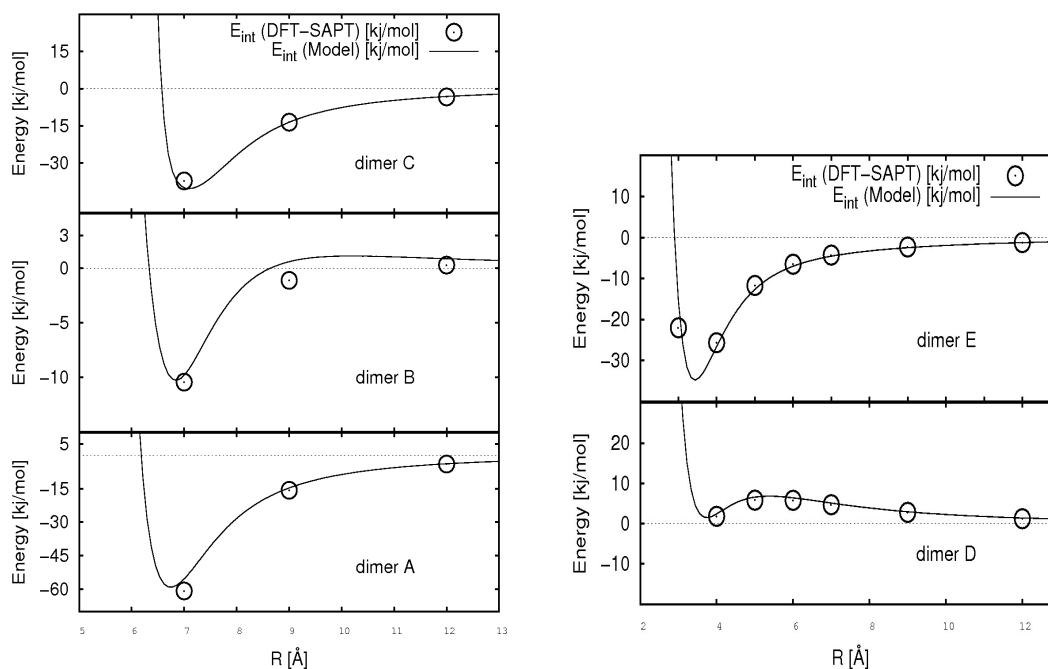 E_int (DFT−SAPT) [kj/mol]
E_int (Model) [kj/mol]
Energy [kj/mol]
15
0
−15
−30
dimer C
Energy [kj/mol]
3
0
−5
−10
dimer B
Energy [kj/mol]
5
−15
−30
−45
−60
dimer A
5 6 7 8 9 10 11 12 13
R [Å]
E_int (DFT−SAPT) [kj/mol]
E_int (Model) [kj/mol]
Energy [kj/mol]
10
0
−10
−20
−30
dimer E
Energy [kj/mol]
20
10
0
−10
dimer D
2 4 6 8 10 12
R [Å]